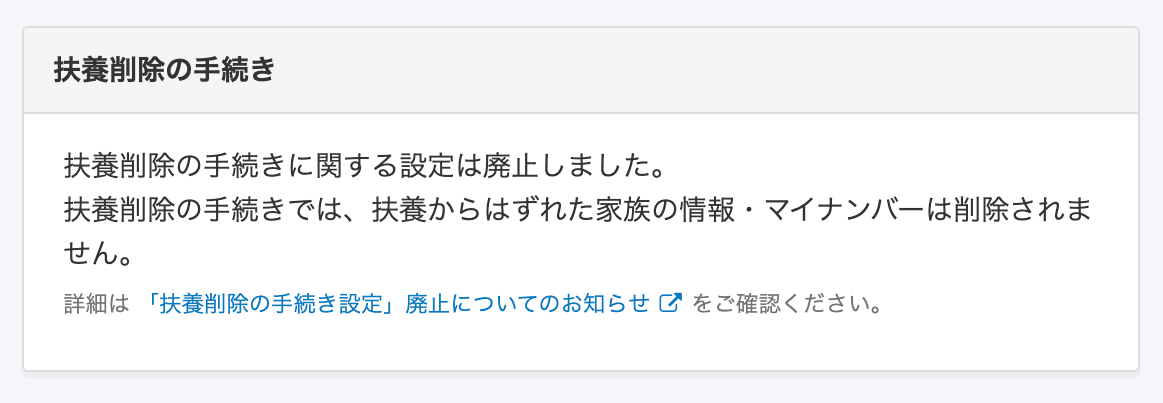 扶養削除の手続き
扶養削除の手続きに関する設定は廃止しました。
扶養削除の手続きでは、扶養からはずれた家族の情報・マイナンバーは削除されま
せん。
詳細は 「扶養削除の手続き設定」廃止についてのお知らせ をご確認ください。